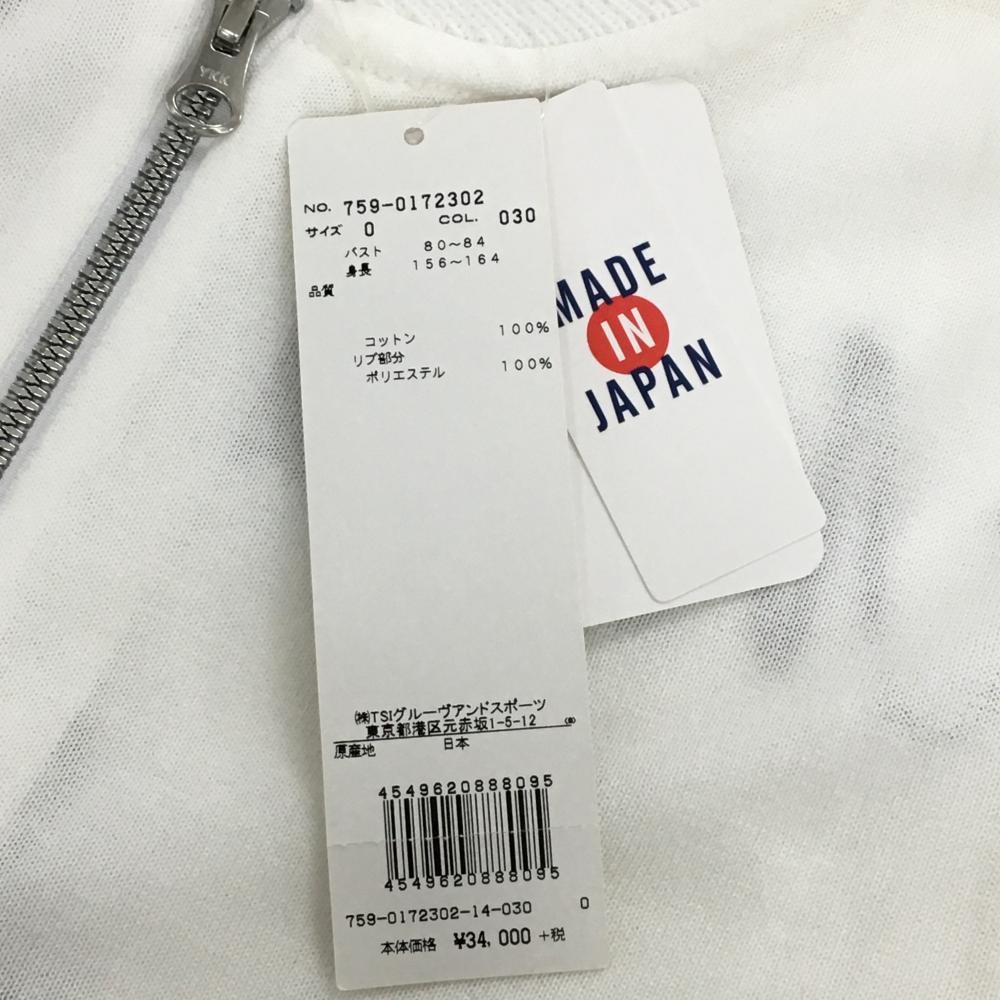 YKK
NO. 759-0172302
サイズ 0 COL. 030
バスト 80～84
身長 156～164
品質
コットン 100%
リブ部分
ポリエステル 100%
㈱TSIグルーヴアンドスポーツ
東京都港区元赤坂1-5-12
原産地 日本
4549620888095
4549620888095
759-0172302-14-030 0
本体価格 ¥34,000 +税
MADE
IN
JAPAN